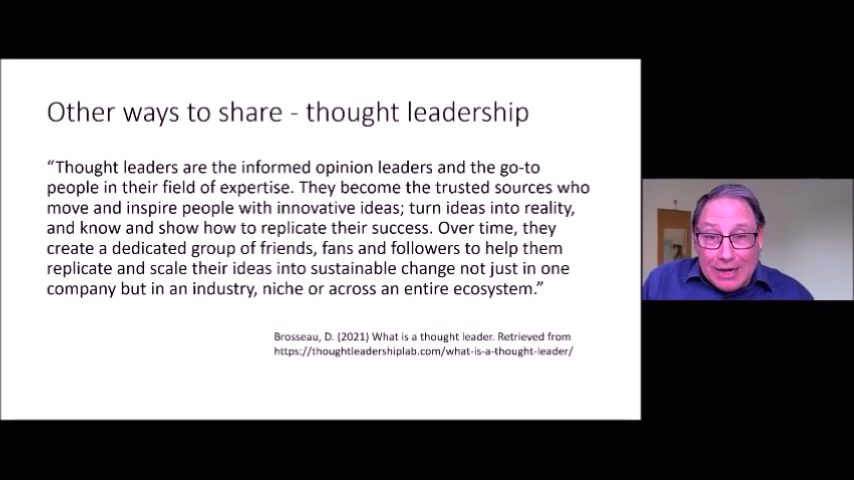 Other ways to share - thought leadership
“Thought leaders are the informed opinion leaders and the go-to
people in their field of expertise. They become the trusted sources who
move and inspire people with innovative ideas; turn ideas into reality,
and know and show how to replicate their success. Over time, they
create a dedicated group of friends, fans and followers to help them
replicate and scale their ideas into sustainable change not just in one
company but in an industry, niche or across an entire ecosystem.”
Brosseau, D. (2021) What is a thought leader. Retrieved from
https://thoughtleadershiplab.com/what-is-a-thought-leader/